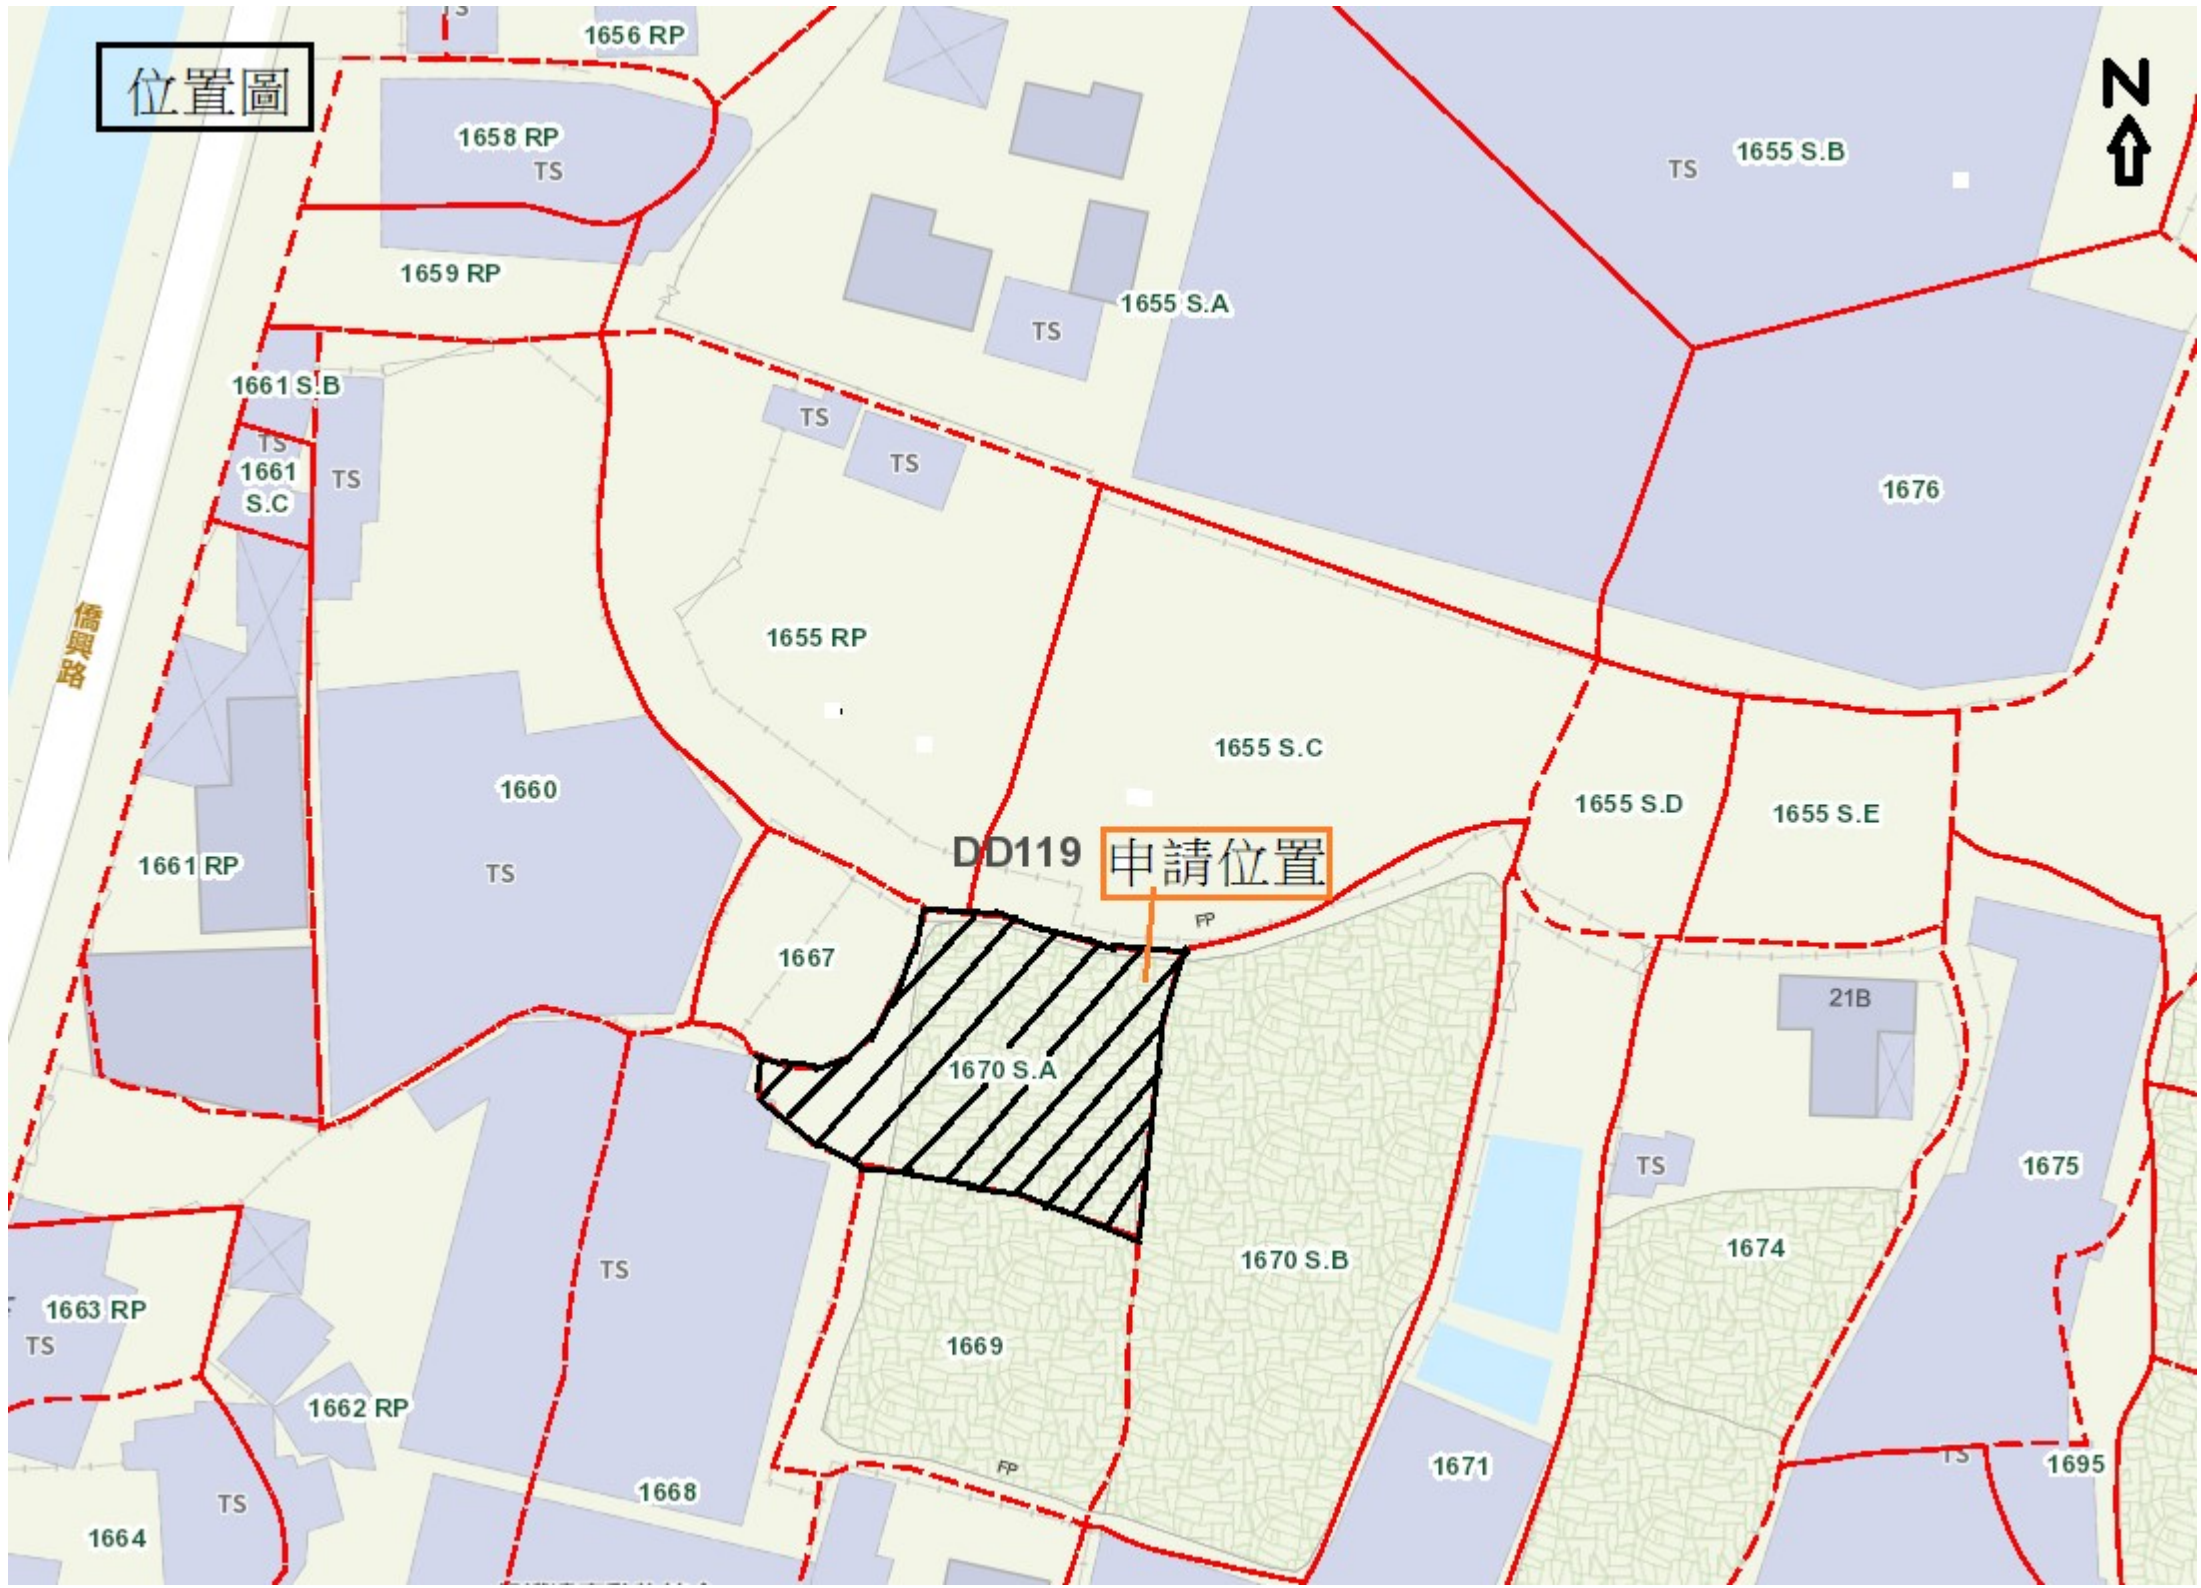 TS
1656 RP
位置圖
N
1658 RP
TS
1655 S.B
TS
1659 RP
1655 S.A
TS
1661 S.B
TS
TS
1661
S.C
TS
TS
1676
僑興路
1655 RP
1655 S.C
1660
1655 S.D
1655 S.E
DD119
申請位置
1661 RP
TS
FP
1667
21B
1670 S.A
TS
1675
1670 S.B
1674
TS
1663 RP
TS
1669
1662 RP
FP
1671
TS
1695
1668
TS
1664